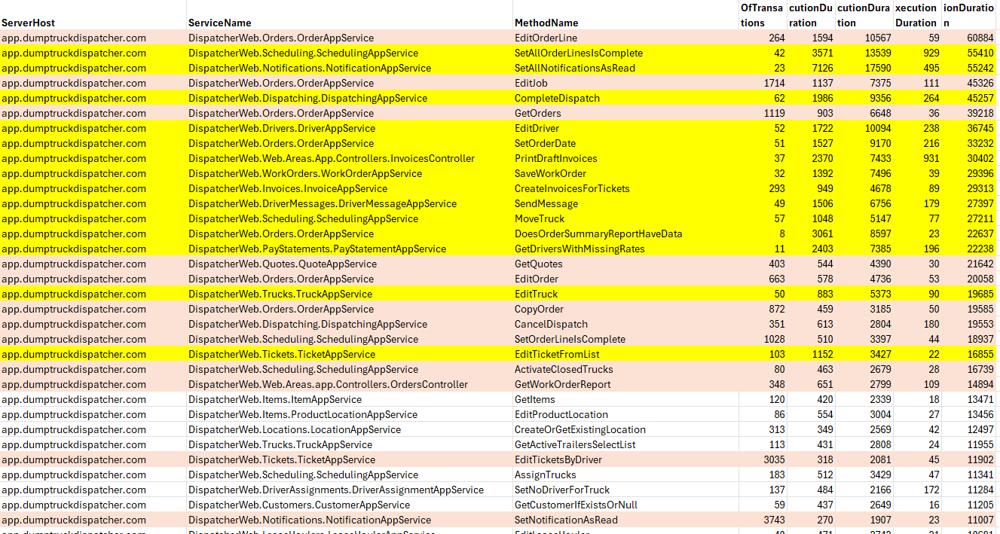 OfTransa cutionDu cutionDura xecution ionDuratio
ServerHost ServiceName MethodName tions ration tion Duration n
app.dumptruckdispatcher.com DispatcherWeb.Orders.OrderAppService EditOrderLine 264 1594 10567 59 60884
app.dumptruckdispatcher.com DispatcherWeb.Scheduling.SchedulingAppService SetAllOrderLinesIsComplete 42 3571 13539 929 55410
app.dumptruckdispatcher.com DispatcherWeb.Notifications.NotificationAppService SetAllNotificationsAsRead 23 7126 17590 495 55242
app.dumptruckdispatcher.com DispatcherWeb.Orders.OrderAppService EditJob 1714 1137 7375 111 45326
app.dumptruckdispatcher.com DispatcherWeb.Dispatching.DispatchingAppService CompleteDispatch 62 1986 9356 264 45257
app.dumptruckdispatcher.com DispatcherWeb.Orders.OrderAppService GetOrders 1119 903 6648 36 39218
app.dumptruckdispatcher.com DispatcherWeb.Drivers.DriverAppService EditDriver 52 1722 10094 238 36745
app.dumptruckdispatcher.com DispatcherWeb.Orders.OrderAppService SetOrderDate 51 1527 9170 216 33232
app.dumptruckdispatcher.com DispatcherWeb.Web.Areas.App.Controllers.InvoicesController PrintDraftInvoices 37 2370 7433 931 30402
app.dumptruckdispatcher.com DispatcherWeb.WorkOrders.WorkOrderAppService SaveWorkOrder 32 1392 7496 39 29396
app.dumptruckdispatcher.com DispatcherWeb.Invoices.InvoiceAppService CreateInvoicesForTickets 293 949 4678 89 29313
app.dumptruckdispatcher.com DispatcherWeb.DriverMessages.DriverMessageAppService SendMessage 49 1506 6756 179 27397
app.dumptruckdispatcher.com DispatcherWeb.Scheduling.SchedulingAppService MoveTruck 57 1048 5147 77 27211
app.dumptruckdispatcher.com DispatcherWeb.Orders.OrderAppService DoesOrderSummaryReportHaveData 8 3061 8597 23 22637
app.dumptruckdispatcher.com DispatcherWeb.PayStatements.PayStatementAppService GetDriversWithMissingRates 11 2403 7385 196 22238
app.dumptruckdispatcher.com DispatcherWeb.Quotes.QuoteAppService GetQuotes 403 544 4390 30 21642
app.dumptruckdispatcher.com DispatcherWeb.Orders.OrderAppService EditOrder 663 578 4736 53 20058
app.dumptruckdispatcher.com DispatcherWeb.Trucks.TruckAppService EditTruck 50 883 5373 90 19685
app.dumptruckdispatcher.com DispatcherWeb.Orders.OrderAppService CopyOrder 872 459 3185 50 19585
app.dumptruckdispatcher.com DispatcherWeb.Dispatching.DispatchingAppService CancelDispatch 351 613 2804 180 19553
app.dumptruckdispatcher.com DispatcherWeb.Scheduling.SchedulingAppService SetOrderLineIsComplete 1028 510 3397 44 18937
app.dumptruckdispatcher.com DispatcherWeb.Tickets.TicketAppService EditTicketFromList 103 1152 3427 22 16855
app.dumptruckdispatcher.com DispatcherWeb.Scheduling.SchedulingAppService ActivateClosedTrucks 80 463 2679 28 16739
app.dumptruckdispatcher.com DispatcherWeb.Web.Areas.app.Controllers.OrdersController GetWorkOrderReport 348 651 2799 109 14894
app.dumptruckdispatcher.com DispatcherWeb.Items.ItemAppService GetItems 120 420 2339 18 13471
app.dumptruckdispatcher.com DispatcherWeb.Items.ProductLocationAppService EditProductLocation 86 554 3004 27 13456
app.dumptruckdispatcher.com DispatcherWeb.Locations.LocationAppService CreateOrGetExistingLocation 313 349 2569 42 12497
app.dumptruckdispatcher.com DispatcherWeb.Trucks.TruckAppService GetActiveTrailersSelectList 113 431 2808 24 11955
app.dumptruckdispatcher.com DispatcherWeb.Tickets.TicketAppService EditTicketsByDriver 3035 318 2081 45 11902
app.dumptruckdispatcher.com DispatcherWeb.Scheduling.SchedulingAppService AssignTrucks 183 512 3429 47 11341
app.dumptruckdispatcher.com DispatcherWeb.DriverAssignments.DriverAssignmentAppService SetNoDriverForTruck 137 484 2166 172 11284
app.dumptruckdispatcher.com DispatcherWeb.Customers.CustomerAppService GetCustomerIfExistsOrNull 59 437 2649 16 11205
app.dumptruckdispatcher.com DispatcherWeb.Notifications.NotificationAppService SetNotificationAsRead 3743 270 1907 23 11007